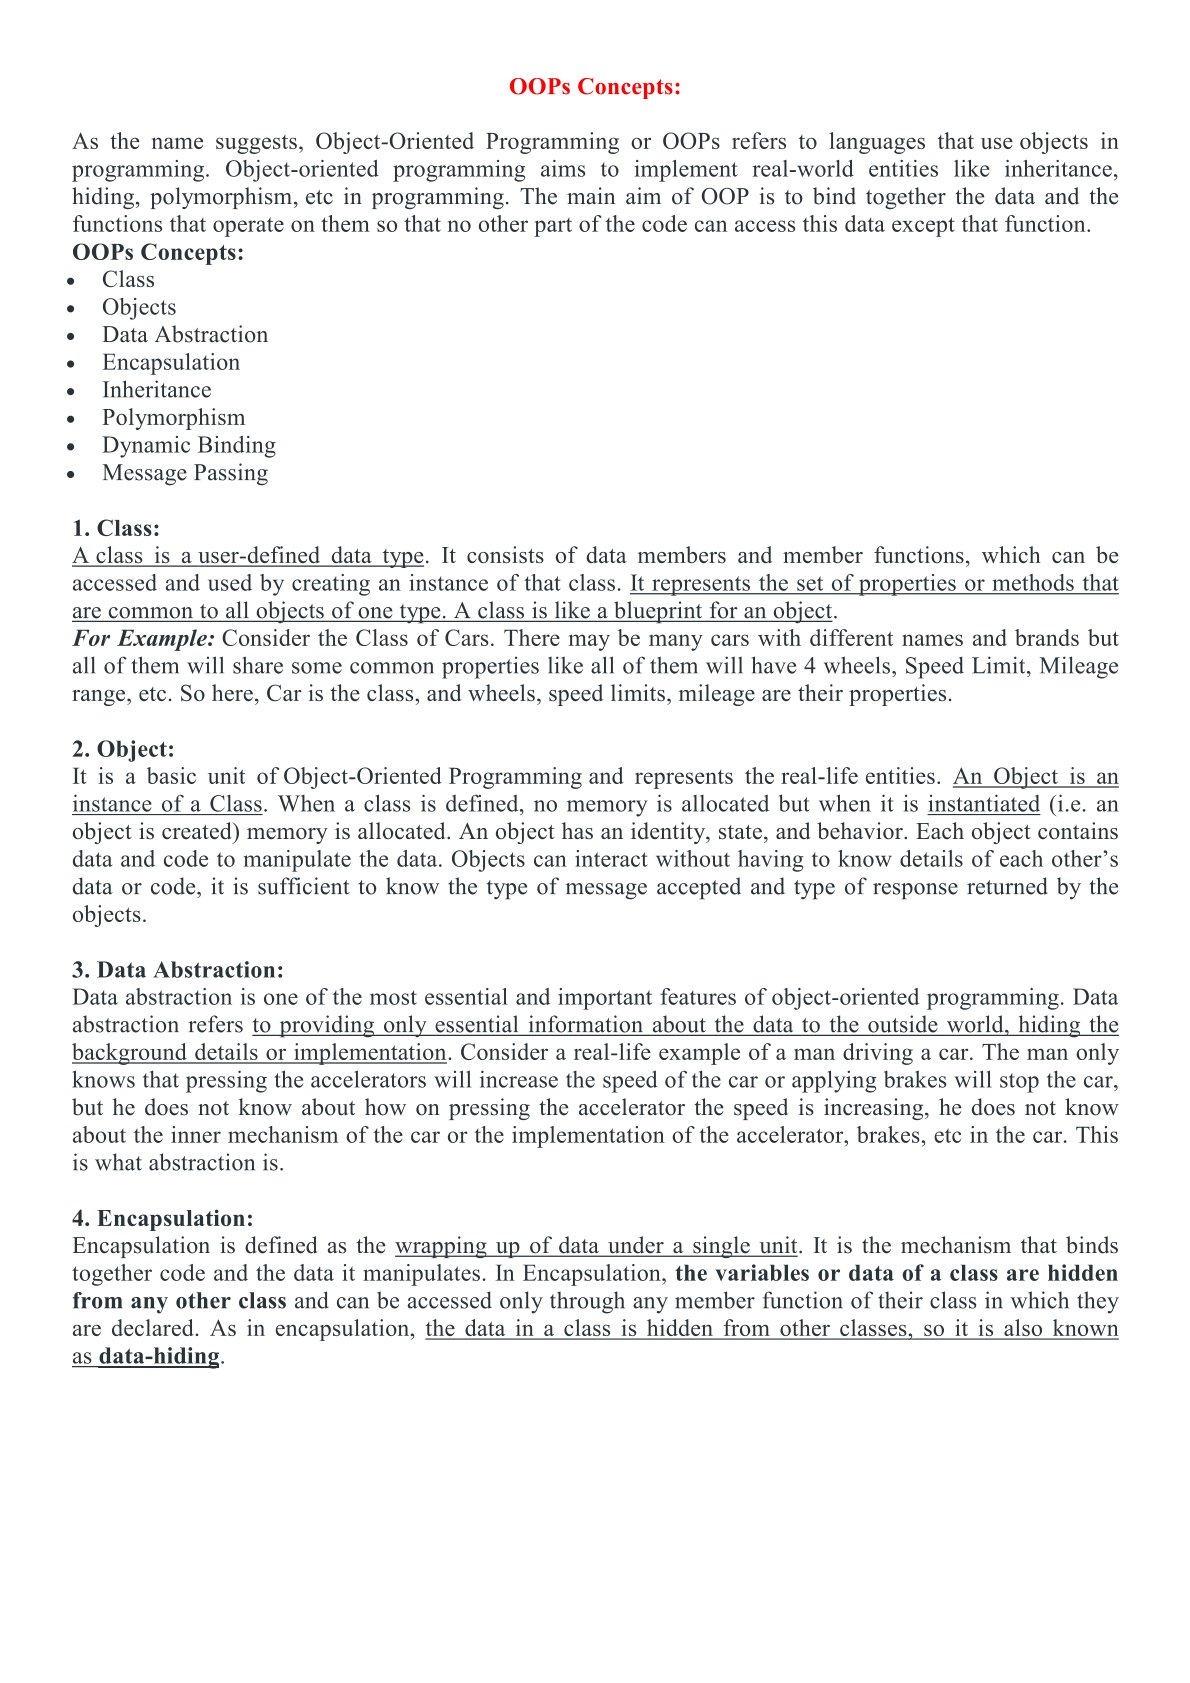 OOPs Concepts:
As the name suggests, Object-Oriented Programming or OOPs refers to languages that use objects in
programming. Object-oriented programming aims to implement real-world entities like inheritance,
hiding, polymorphism, etc in programming. The main aim of OOP is to bind together the data and the
functions that operate on them so that no other part of the code can access this data except that function.
OOPs Concepts:
• Class
• Objects
• Data Abstraction
• Encapsulation
• Inheritance
• Polymorphism
• Dynamic Binding
• Message Passing
1. Class:
A class is a user-defined data type. It consists of data members and member functions, which can be
accessed and used by creating an instance of that class. It represents the set of properties or methods that
are common to all objects of one type. A class is like a blueprint for an object.
For Example: Consider the Class of Cars. There may be many cars with different names and brands but
all of them will share some common properties like all of them will have 4 wheels, Speed Limit, Mileage
range, etc. So here, Car is the class, and wheels, speed limits, mileage are their properties.
2. Object:
It is a basic unit of Object-Oriented Programming and represents the real-life entities. An Object is an
instance of a Class. When a class is defined, no memory is allocated but when it is instantiated (i.e. an
object is created) memory is allocated. An object has an identity, state, and behavior. Each object contains
data and code to manipulate the data. Objects can interact without having to know details of each other’s
data or code, it is sufficient to know the type of message accepted and type of response returned by the
objects.
3. Data Abstraction:
Data abstraction is one of the most essential and important features of object-oriented programming. Data
abstraction refers to providing only essential information about the data to the outside world, hiding the
background details or implementation. Consider a real-life example of a man driving a car. The man only
knows that pressing the accelerators will increase the speed of the car or applying brakes will stop the car,
but he does not know about how on pressing the accelerator the speed is increasing, he does not know
about the inner mechanism of the car or the implementation of the accelerator, brakes, etc in the car. This
is what abstraction is.
4. Encapsulation:
Encapsulation is defined as the wrapping up of data under a single unit. It is the mechanism that binds
together code and the data it manipulates. In Encapsulation, the variables or data of a class are hidden
from any other class and can be accessed only through any member function of their class in which they
are declared. As in encapsulation, the data in a class is hidden from other classes, so it is also known
as data-hiding.